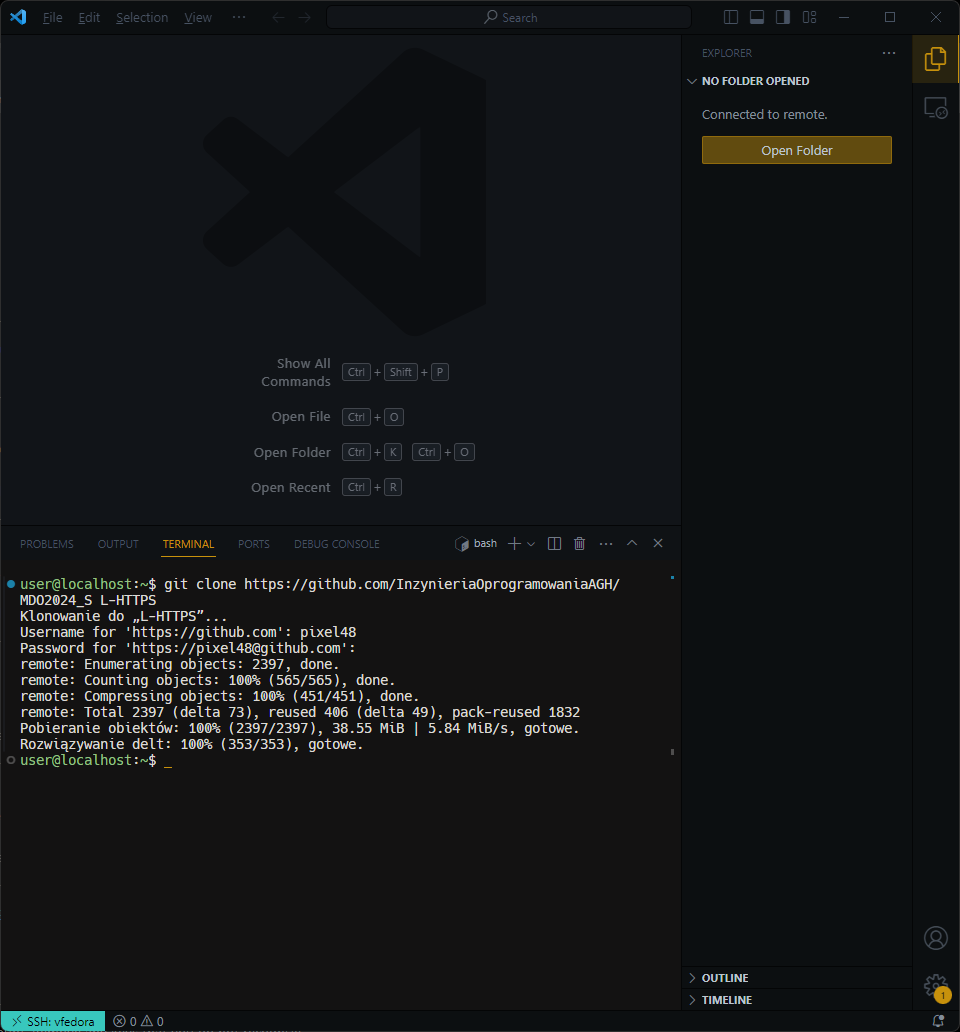 File Edit Selection View ··· Search
EXPLORER ···
NO FOLDER OPENED
Connected to remote.
Open Folder
Show All
Commands Ctrl + Shift + P
Open File Ctrl + O
Open Folder Ctrl + K Ctrl + O
Open Recent Ctrl + R
PROBLEMS OUTPUT TERMINAL PORTS DEBUG CONSOLE bash
user@localhost:~$ git clone https://github.com/InzynieriaOprogramowaniaAGH/
MDO2024_S L-HTTPS
Klonowanie do „L-HTTPS”...
Username for 'https://github.com': pixel48
Password for 'https://pixel48@github.com':
remote: Enumerating objects: 2397, done.
remote: Counting objects: 100% (565/565), done.
remote: Compressing objects: 100% (451/451), done.
remote: Total 2397 (delta 73), reused 406 (delta 49), pack-reused 1832
Pobieranie obiektów: 100% (2397/2397), 38.55 MiB | 5.84 MiB/s, gotowe.
Rozwiązywanie delt: 100% (353/353), gotowe.
user@localhost:~$ _
OUTLINE
TIMELINE
1
SSH: vfedora 0 0